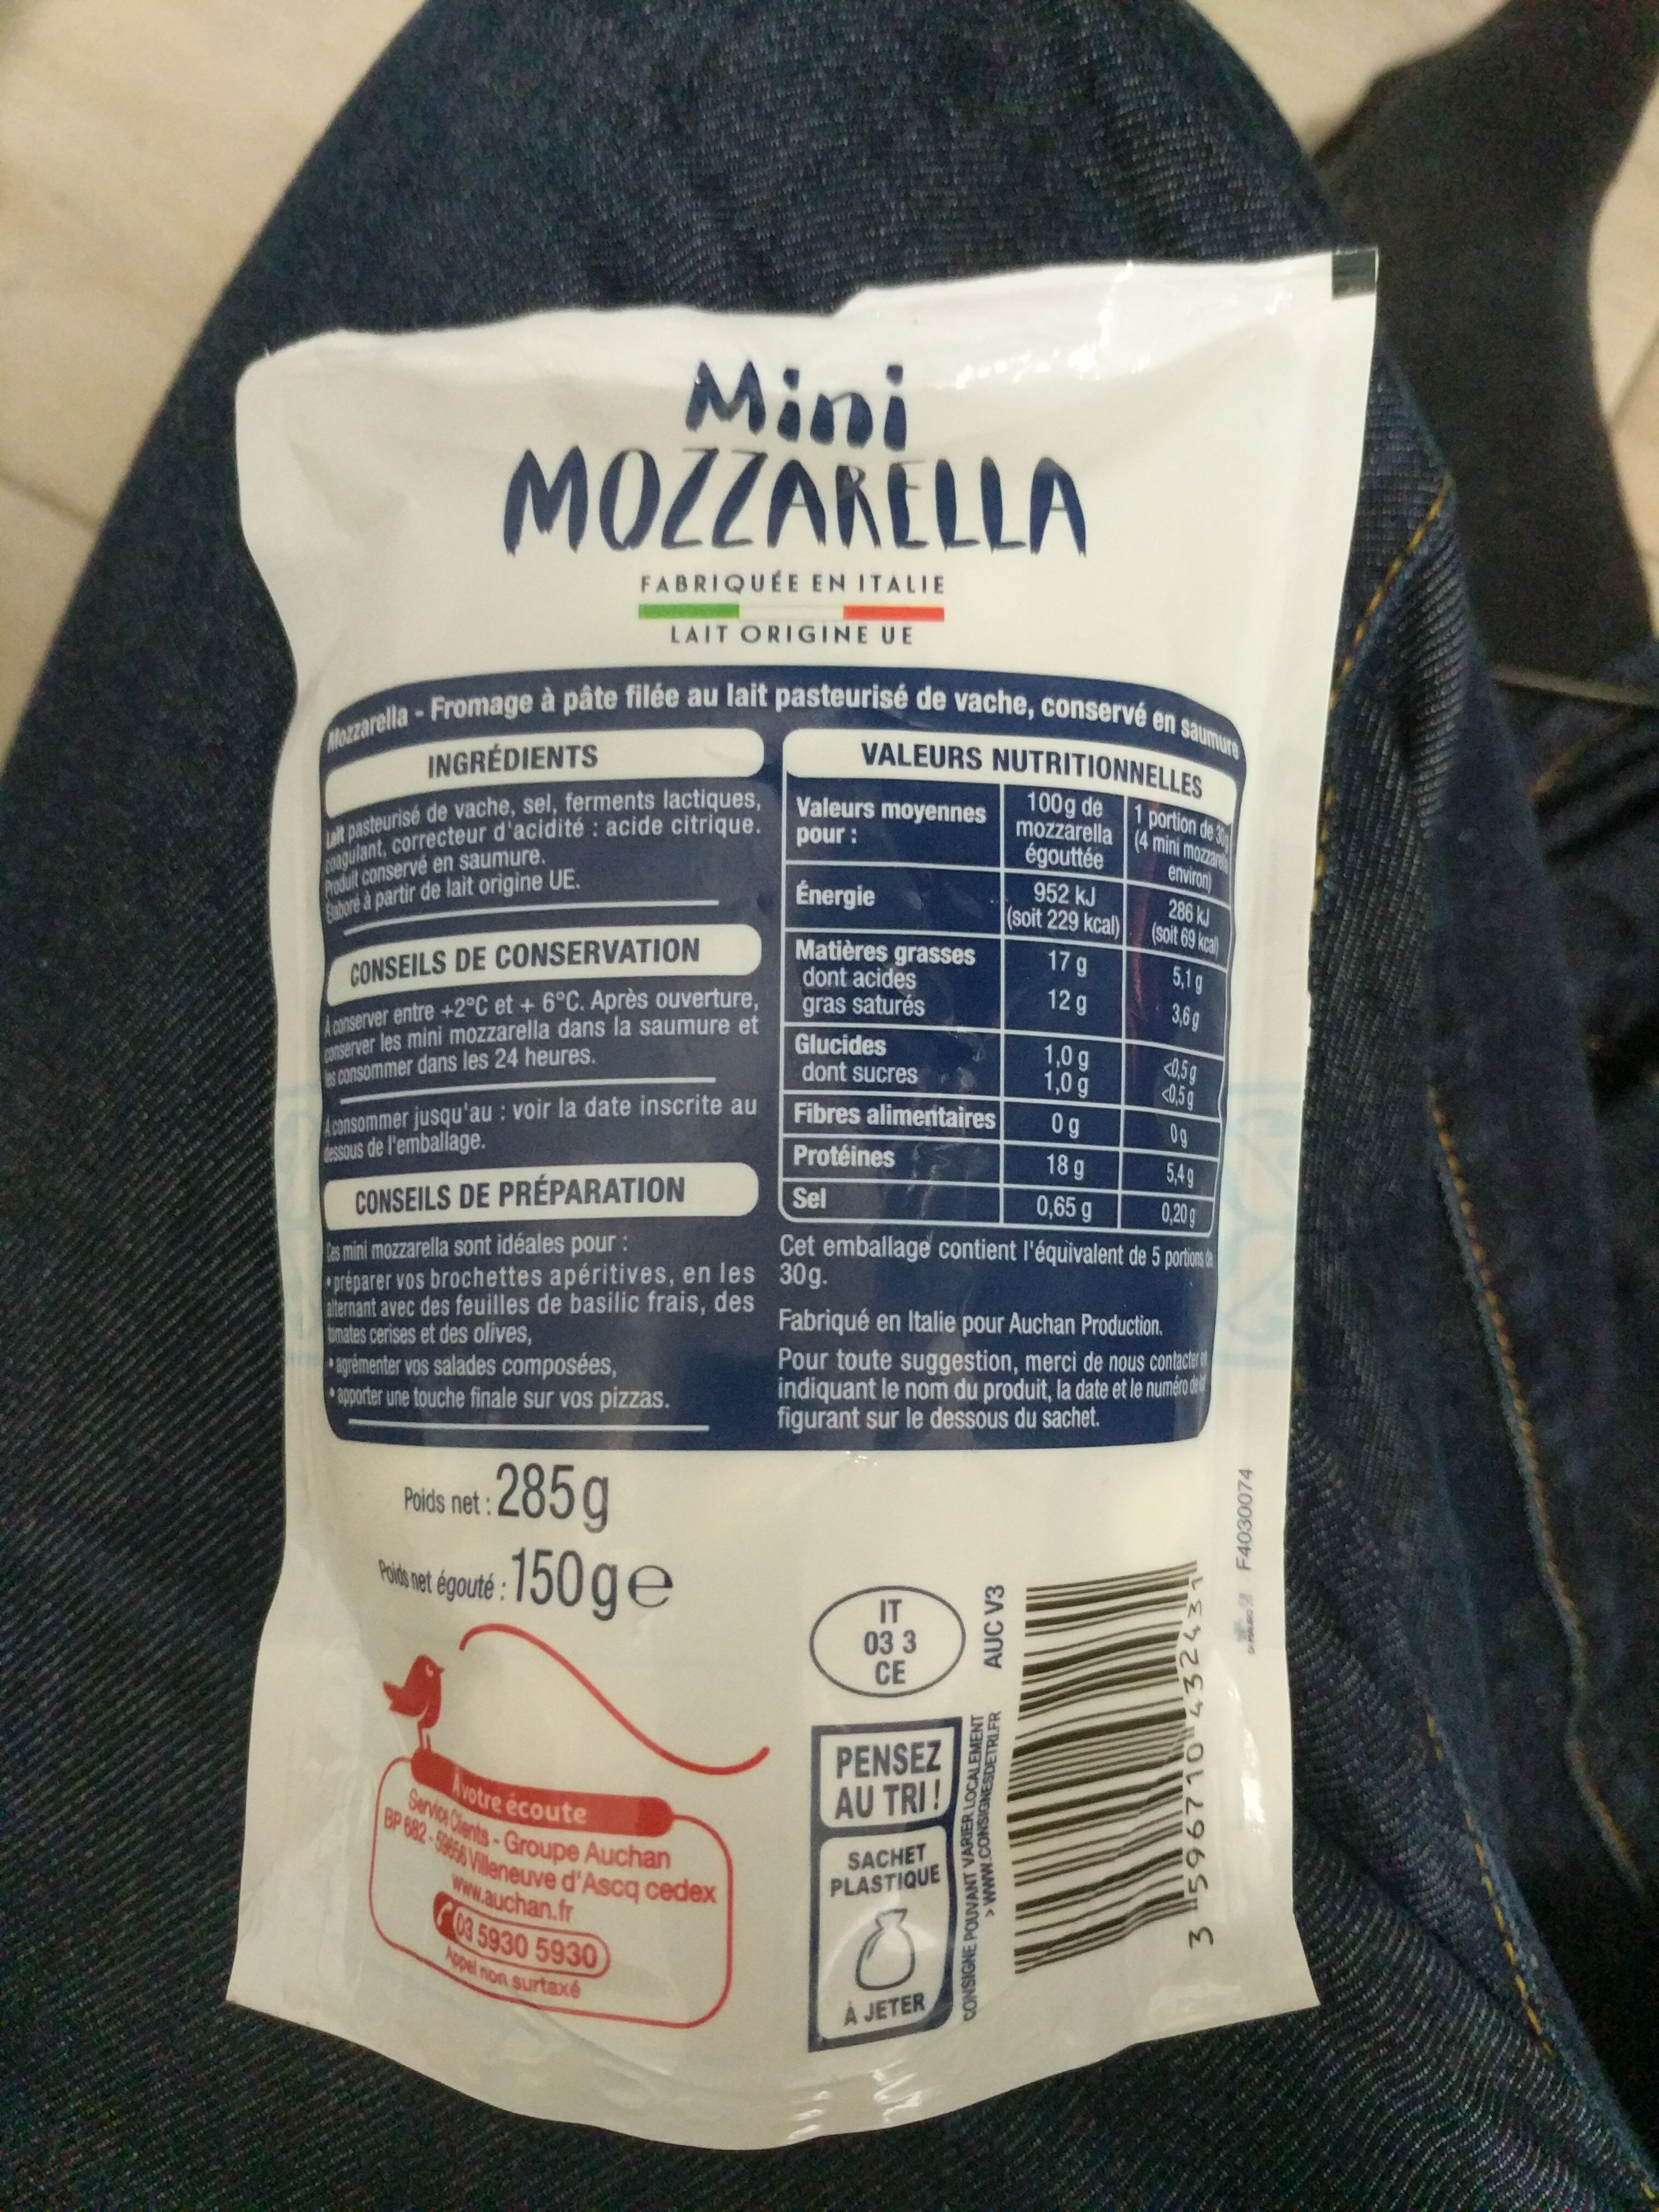 Mini
MOZZARELLA
FABRIQUÉE EN ITALIE
LAIT ORIGINE UE
Mozzarella - Fromage à pâte filée au lait pasteurisé de vache, conservé en saumure
INGRÉDIENTS
Lait pasteurisé de vache, sel, ferments lactiques,
coagulant, correcteur d'acidité : acide citrique.
Produit conservé en saumure.
Élaboré à partir de lait origine UE.
CONSEILS DE CONSERVATION
A conserver entre +2°C et + 6°C. Après ouverture,
conserver les mini mozzarella dans la saumure et
les consommer dans les 24 heures.
A consommer jusqu'au : voir la date inscrite au
dessous de l'emballage.
CONSEILS DE PRÉPARATION
Ces mini mozzarella sont idéales pour :
• préparer vos brochettes apéritives, en les
alternant avec des feuilles de basilic frais, des
tomates cerises et des olives,
• agrémenter vos salades composées,
• apporter une touche finale sur vos pizzas.
VALEURS NUTRITIONNELLES
Valeurs moyennes pour : 100g de mozzarella égouttée 1 portion de 30g (4 mini mozzarella environ)
Énergie 952 kJ (soit 229 kcal) 286 kJ (soit 69 kcal)
Matières grasses 17 g 5,1 g
dont acides gras saturés 12 g 3,6 g
Glucides 1,0 g <0,5 g
dont sucres 1,0 g <0,5 g
Fibres alimentaires 0 g 0 g
Protéines 18 g 5,4 g
Sel 0,65 g 0,20 g
Cet emballage contient l'équivalent de 5 portions de
30g.
Fabriqué en Italie pour Auchan Production.
Pour toute suggestion, merci de nous contacter en
indiquant le nom du produit, la date et le numéro de lot
figurant sur le dessous du sachet.
Poids net : 285g
Poids net égouté : 150g e
À votre écoute
Service Clients - Groupe Auchan
BP 682 - 59656 Villeneuve d'Ascq cedex
www.auchan.fr
03 5930 5930
Appel non surtaxé
IT
03 3
CE
AUC V3
PENSEZ
AU TRI !
SACHET
PLASTIQUE
À JETER
CONSIGNE POUVANT VARIER LOCALEMENT
> WWW.CONSIGNESDETRI.FR
3 596710 432431
F4030074